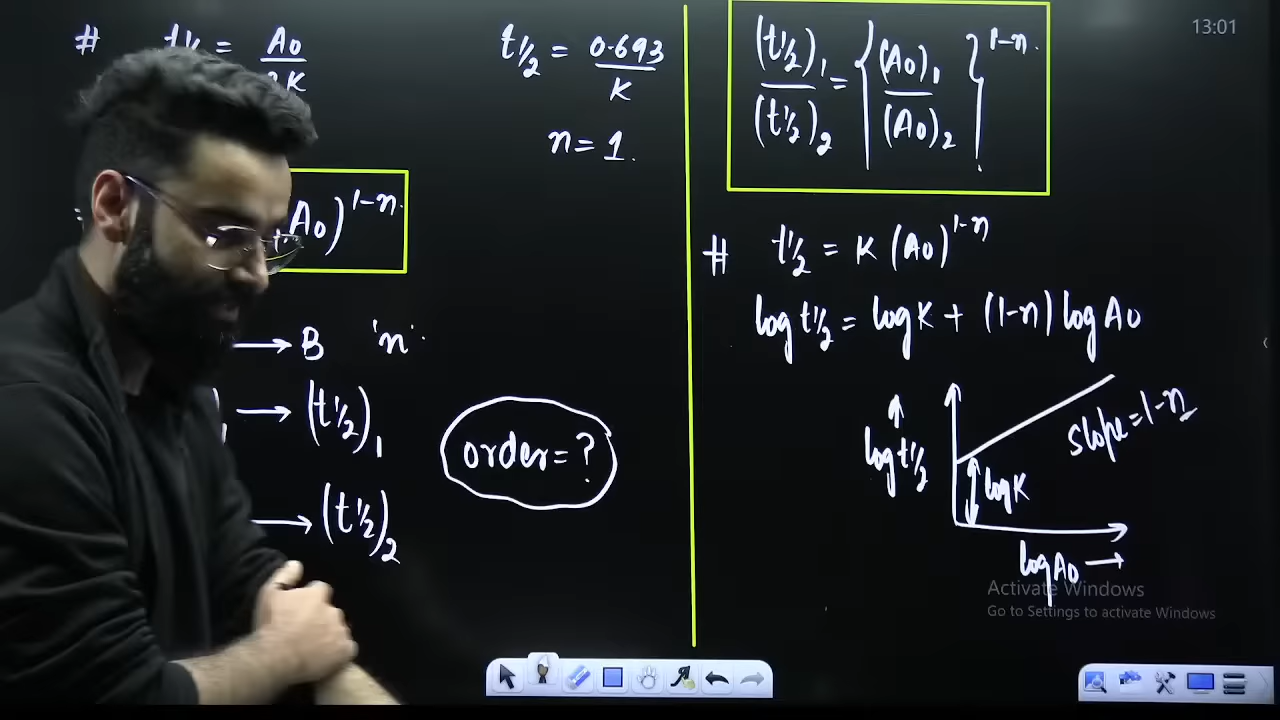 # t½ = A0 / 2K
t½ = 0.693 / K
n = 1.
A0)^1-n.
→ B 'n'
→ (t½)1
→ (t½)2
order = ?
(t½)1 / (t½)2 = {(A0)1 / (A0)2}^1-n.
13:01
# t½ = K (A0)^1-n
log t½ = log K + (1-n) log A0
↑
log t½
slope = 1-n
log K
log A0 →
Activate Windows
Go to Settings to activate Windows